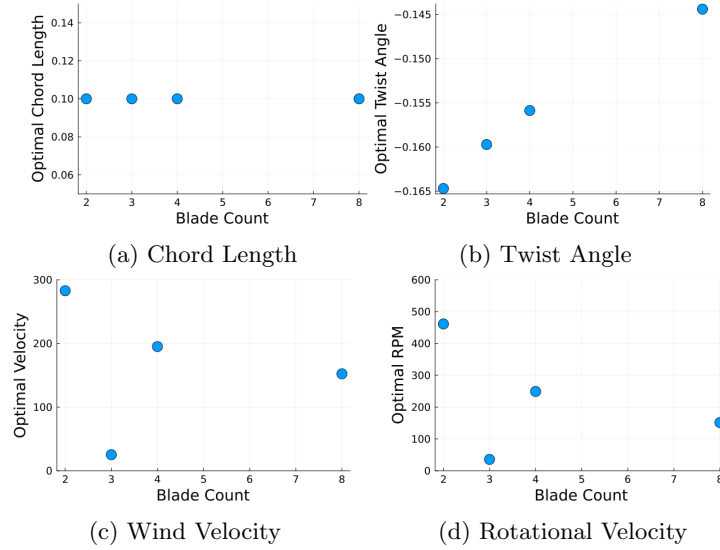 0.14
0.12
0.10
0.08
0.06
Optimal Chord Length
2 3 4 5 6 7 8
Blade Count
(a) Chord Length
−0.145
−0.150
−0.155
−0.160
−0.165
Optimal Twist Angle
2 3 4 5 6 7 8
Blade Count
(b) Twist Angle
300
200
100
0
Optimal Velocity
2 3 4 5 6 7 8
Blade Count
(c) Wind Velocity
600
500
400
300
200
100
0
Optimal RPM
2 3 4 5 6 7 8
Blade Count
(d) Rotational Velocity